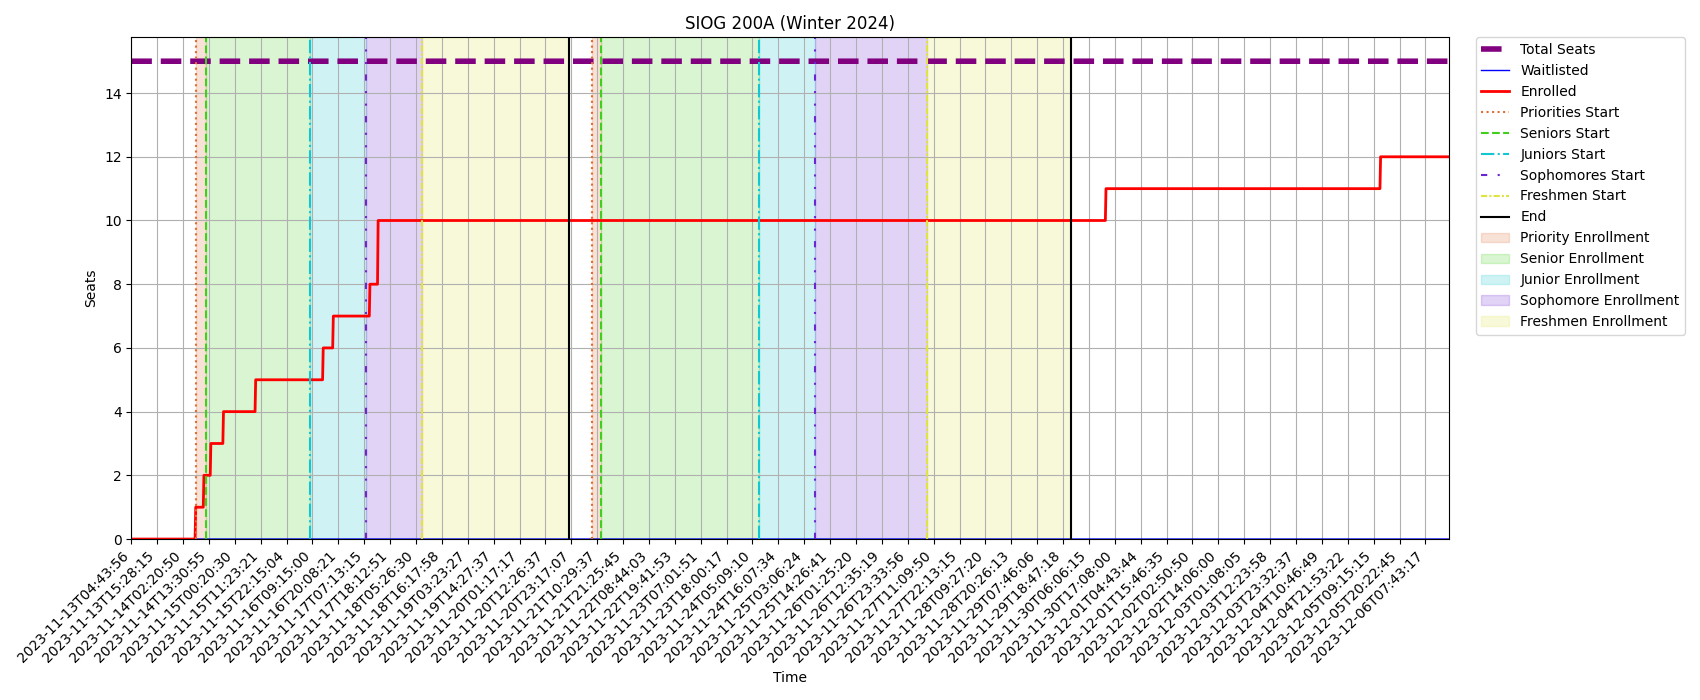 SIOG 200A (Winter 2024)
Total Seats
Waitlisted
Enrolled
Priorities Start
Seniors Start
Juniors Start
Sophomores Start
Freshmen Start
End
Priority Enrollment
Senior Enrollment
Junior Enrollment
Sophomore Enrollment
Freshmen Enrollment
14
12
10
8
6
4
2
0
Seats
2023-11-13T04:43:56
2023-11-13T15:28:15
2023-11-14T02:20:50
2023-11-14T13:30:55
2023-11-15T00:20:30
2023-11-15T11:23:21
2023-11-15T22:15:04
2023-11-16T09:15:00
2023-11-16T20:08:21
2023-11-17T07:13:15
2023-11-17T18:12:51
2023-11-18T05:26:30
2023-11-18T16:17:58
2023-11-19T03:23:27
2023-11-19T14:27:37
2023-11-20T01:17:17
2023-11-20T12:26:37
2023-11-20T23:17:07
2023-11-21T10:29:37
2023-11-21T21:25:45
2023-11-22T08:44:03
2023-11-22T19:41:53
2023-11-23T07:01:51
2023-11-23T18:00:17
2023-11-24T05:09:10
2023-11-24T16:07:34
2023-11-25T03:06:24
2023-11-25T14:26:41
2023-11-26T01:25:20
2023-11-26T12:35:19
2023-11-26T23:33:56
2023-11-27T11:09:50
2023-11-27T22:13:15
2023-11-28T09:27:20
2023-11-28T20:26:13
2023-11-29T07:46:06
2023-11-29T18:47:18
2023-11-30T06:06:15
2023-11-30T17:08:00
2023-12-01T04:43:44
2023-12-01T15:46:35
2023-12-02T02:50:50
2023-12-02T14:06:00
2023-12-03T01:08:05
2023-12-03T12:23:58
2023-12-03T23:32:37
2023-12-04T10:46:49
2023-12-04T21:53:22
2023-12-05T09:15:15
2023-12-05T20:22:45
2023-12-06T07:43:17
Time